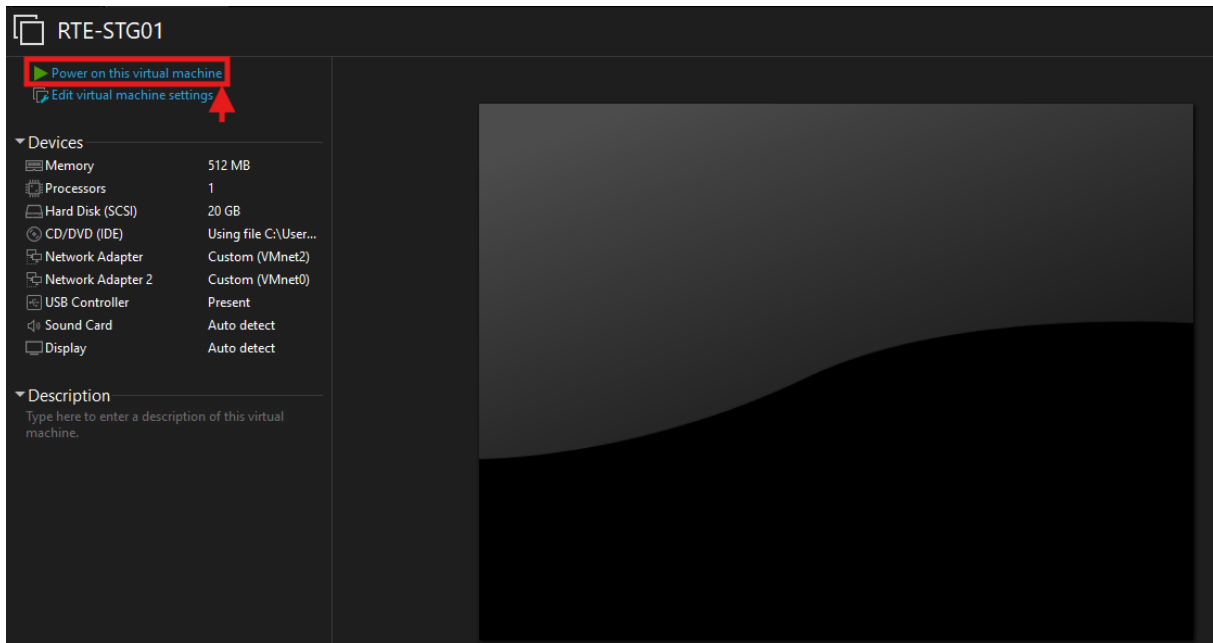 RTE-STG01
Power on this virtual machine
Edit virtual machine settings
Devices
Memory 512 MB
Processors 1
Hard Disk (SCSI) 20 GB
CD/DVD (IDE) Using file C:\User...
Network Adapter Custom (VMnet2)
Network Adapter 2 Custom (VMnet0)
USB Controller Present
Sound Card Auto detect
Display Auto detect
Description
Type here to enter a description of this virtual
machine.